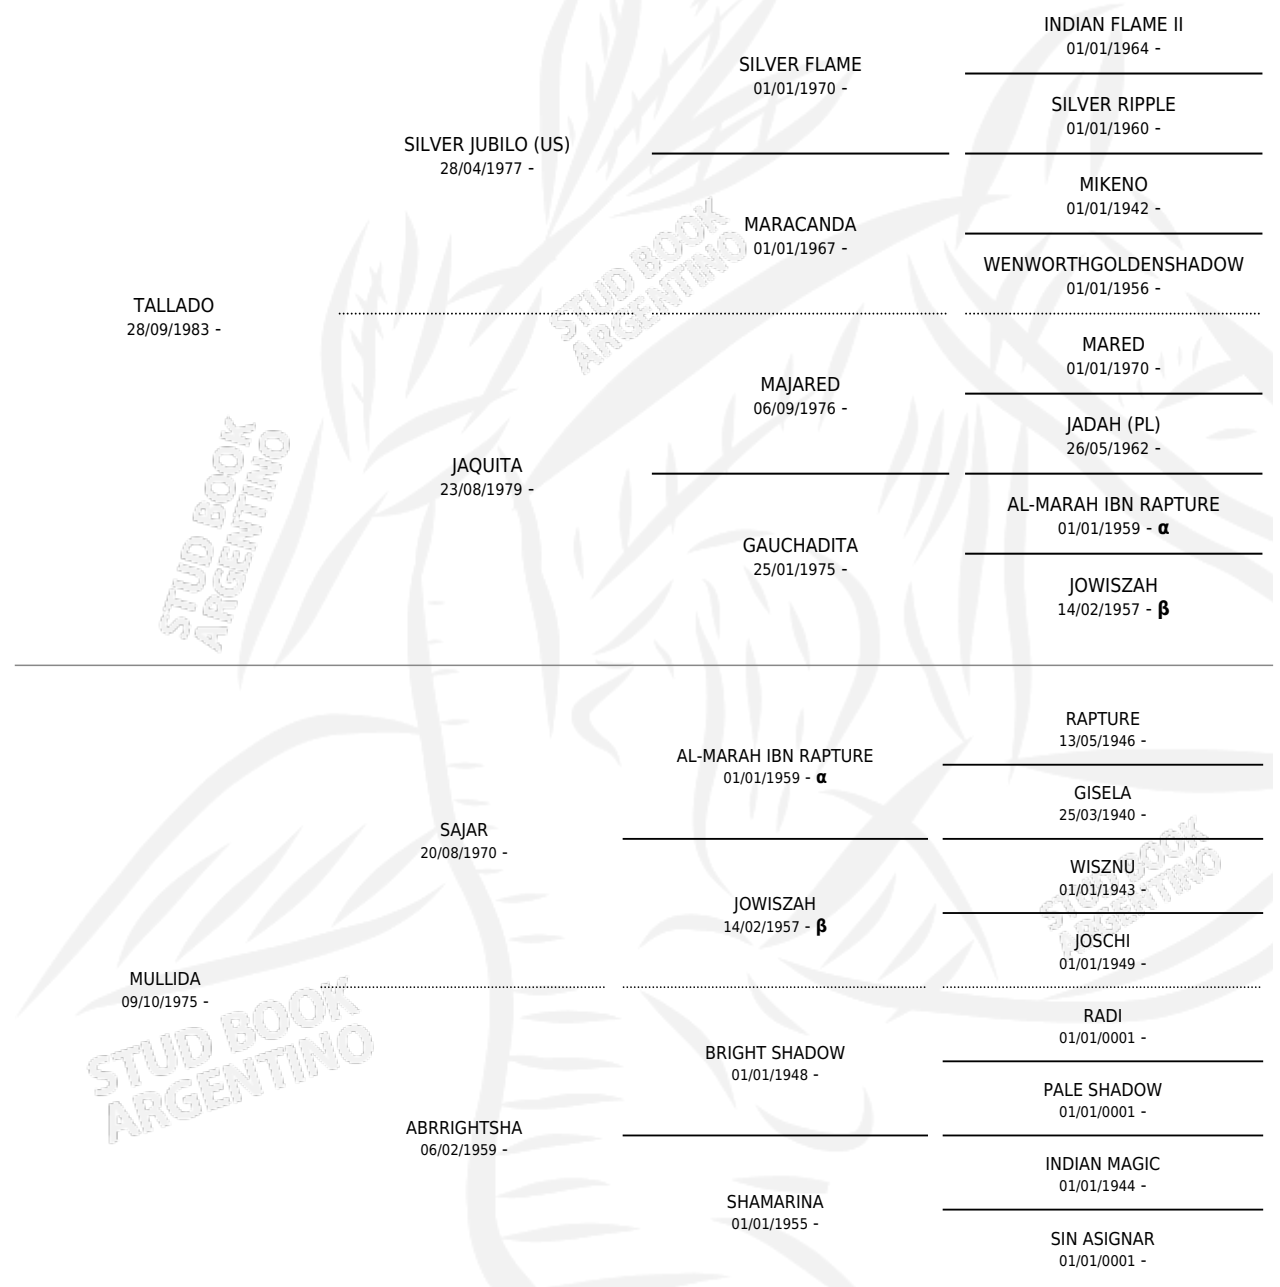 INDIAN FLAME II
01/01/1964 -
SILVER FLAME
01/01/1970 -
SILVER RIPPLE
01/01/1960 -
SILVER JUBILO (US)
28/04/1977 -
MIKENO
01/01/1942 -
MARACANDA
01/01/1967 -
WENWORTHGOLDENSHADOW
01/01/1956 -
TALLADO
28/09/1983 -
STUD BOOK
ARGENTINO
MARED
01/01/1970 -
MAJARED
06/09/1976 -
JADAH (PL)
26/05/1962 -
JAQUITA
23/08/1979 -
AL-MARAH IBN RAPTURE
01/01/1959 - α
GAUCHADITA
25/01/1975 -
JOWISZAH
14/02/1957 - β
STUD BOOK
ARGENTINO
RAPTURE
13/05/1946 -
AL-MARAH IBN RAPTURE
01/01/1959 - α
GISELA
25/03/1940 -
SAJAR
20/08/1970 -
WISZNU
01/01/1943 -
JOWISZAH
14/02/1957 - β
JOSCHI
01/01/1949 -
STUD BOOK
ARGENTINO
MULLIDA
09/10/1975 -
STUD BOOK
ARGENTINO
RADI
01/01/0001 -
BRIGHT SHADOW
01/01/1948 -
PALE SHADOW
01/01/0001 -
ABRRIGHTSHA
06/02/1959 -
INDIAN MAGIC
01/01/1944 -
SHAMARINA
01/01/1955 -
SIN ASIGNAR
01/01/0001 -